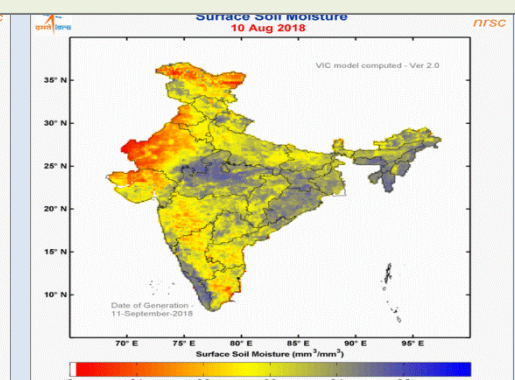 Surface Soil Moisture
nrsc
10 Aug 2018
VIC model computed - Ver 2.0
35° N
30° N
25° N
20° N
15° N
10° N
Date of Generation -
11-September-2018
70° E 75° E 80° E 85° E 90° E 95° E
Surface Soil Moisture (mm³/mm³)